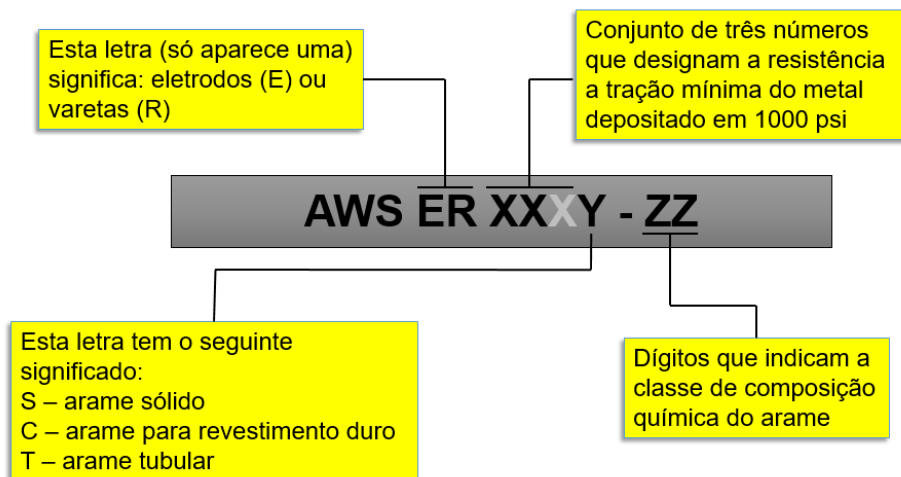 Esta letra (só aparece uma)
significa: eletrodos (E) ou
varetas (R)
Conjunto de três números
que designam a resistência
a tração mínima do metal
depositado em 1000 psi
AWS ER XXXY - ZZ
Esta letra tem o seguinte
significado:
S – arame sólido
C – arame para revestimento duro
T – arame tubular
Dígitos que indicam a
classe de composição
química do arame